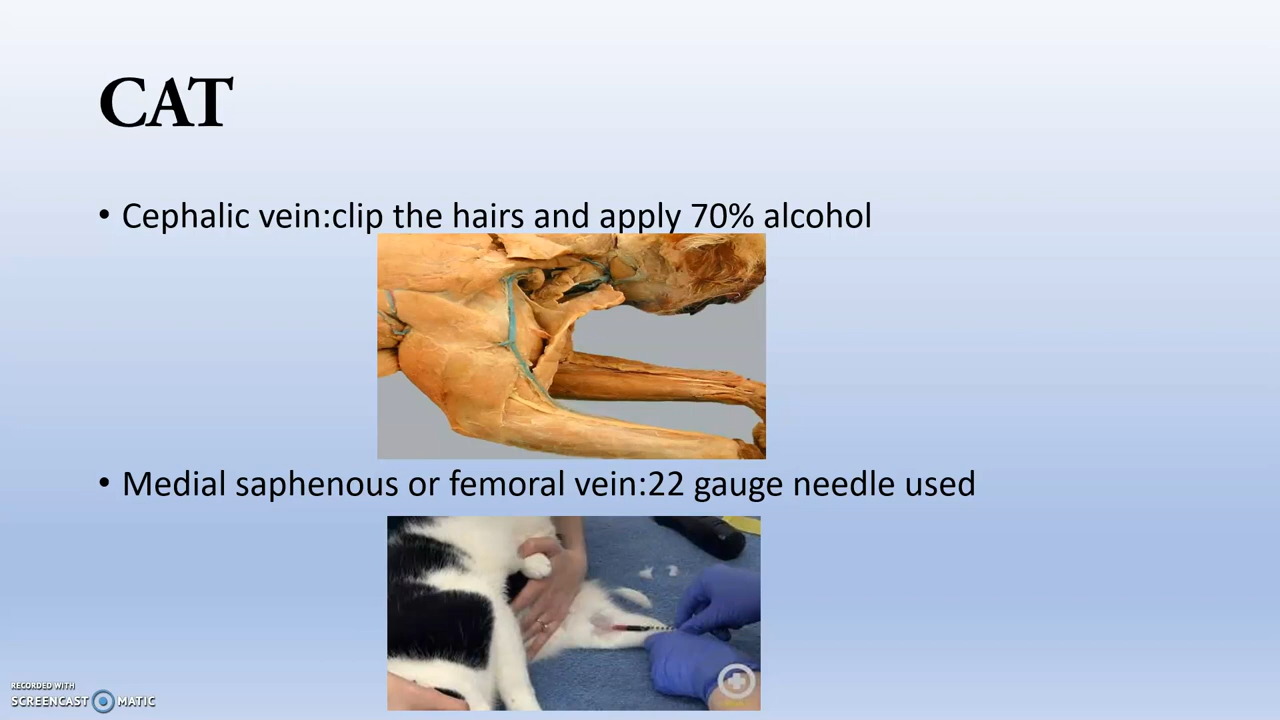 CAT
• Cephalic vein:clip the hairs and apply 70% alcohol
• Medial saphenous or femoral vein:22 gauge needle used
RECORDED WITH
SCREENCAST MATIC